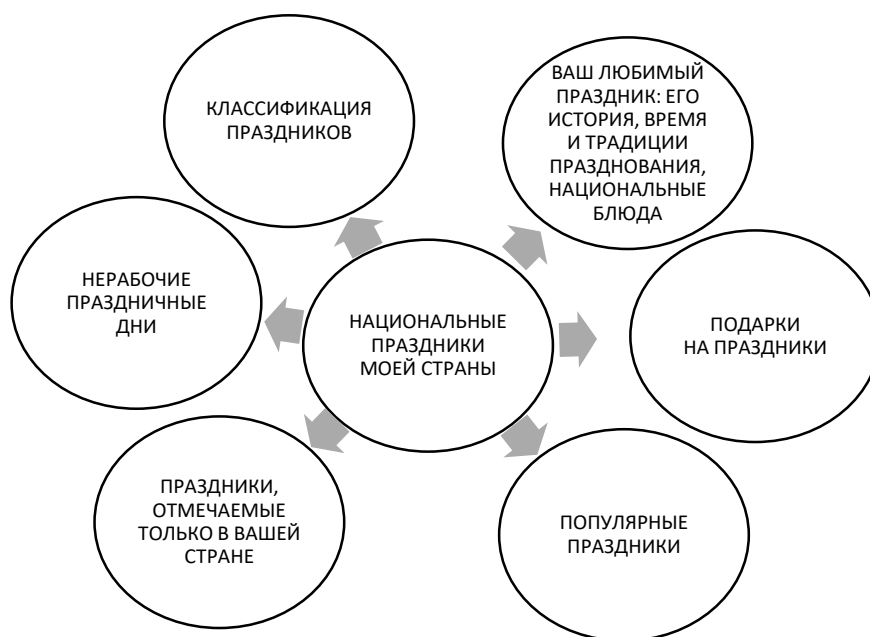 КЛАССИФИКАЦИЯ
ПРАЗДНИКОВ
ВАШ ЛЮБИМЫЙ
ПРАЗДНИК: ЕГО
ИСТОРИЯ, ВРЕМЯ
И ТРАДИЦИИ
ПРАЗДНОВАНИЯ,
НАЦИОНАЛЬНЫЕ
БЛЮДА
НЕРАБОЧИЕ
ПРАЗДНИЧНЫЕ
ДНИ
НАЦИОНАЛЬНЫЕ
ПРАЗДНИКИ
МОЕЙ СТРАНЫ
ПОДАРКИ
НА ПРАЗДНИКИ
ПРАЗДНИКИ,
ОТМЕЧАЕМЫЕ
ТОЛЬКО В ВАШЕЙ
СТРАНЕ
ПОПУЛЯРНЫЕ
ПРАЗДНИКИ